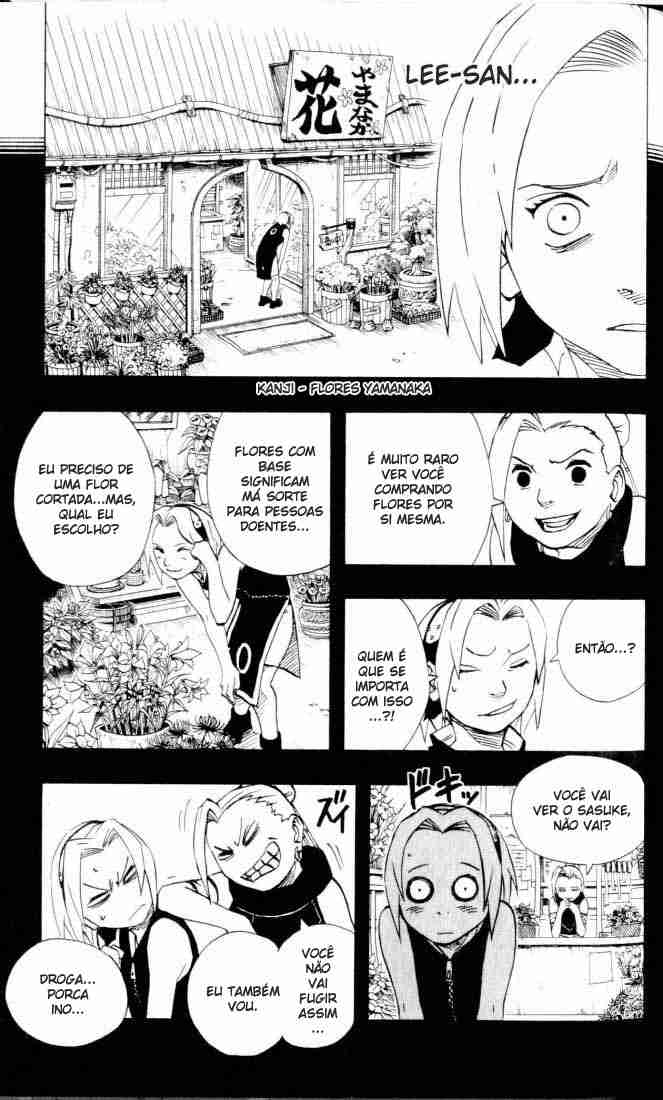 LEE-SAN...
やまなか
花
KANJI - FLORES YAMANAKA
É MUITO RARO
VER VOCÊ
COMPRANDO
FLORES POR
SI MESMA.
FLORES COM
BASE
SIGNIFICAM
MÁ SORTE
PARA PESSOAS
DOENTES...
EU PRECISO DE
UMA FLOR
CORTADA...MAS,
QUAL EU
ESCOLHO?
ENTÃO...?
QUEM É
QUE SE
IMPORTA
COM ISSO
...?!
VOCÊ VAI
VER O SASUKE,
NÃO VAI?
ドキッ
ズイ
VOCÊ
NÃO
VAI
FUGIR
ASSIM
...
EU TAMBÉM
VOU.
DROGA...
PORCA
INO...